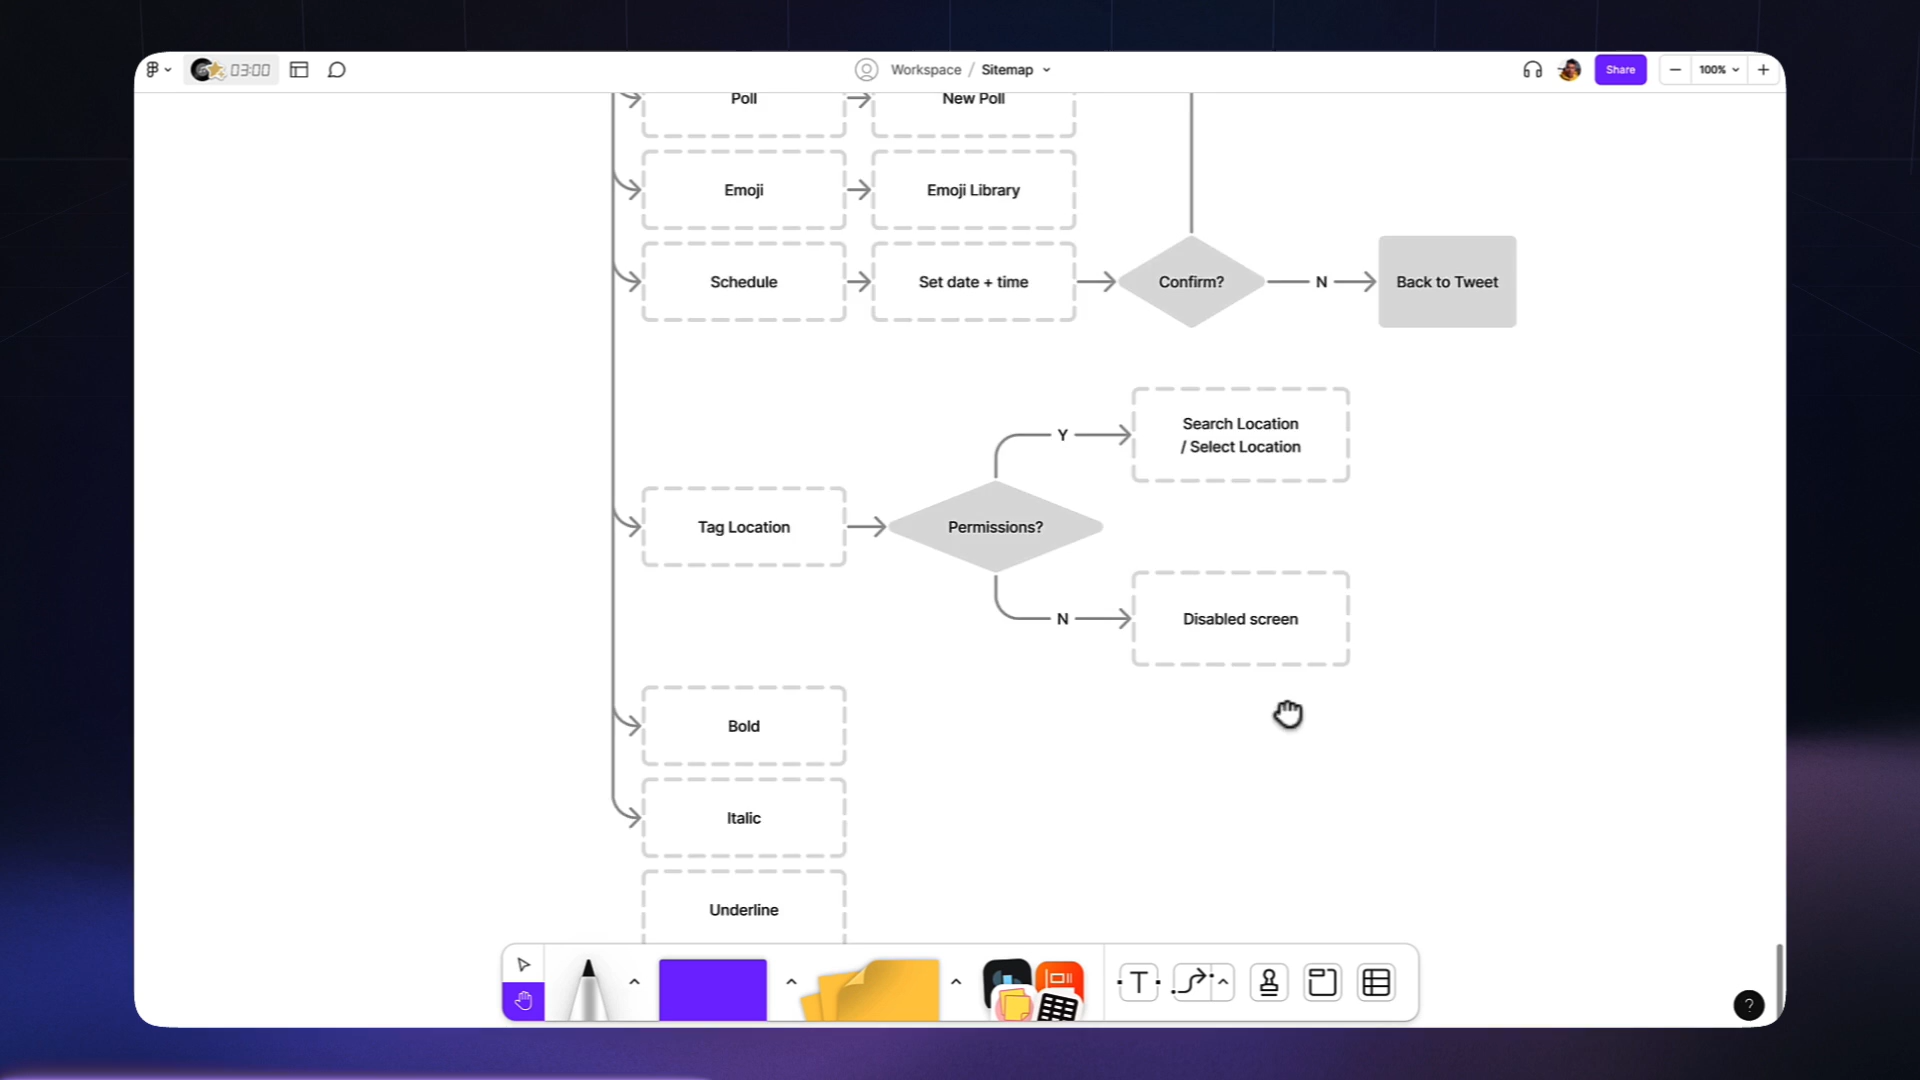 03:00
Workspace / Sitemap
Share
100%
Poll
New Poll
Emoji
Emoji Library
Schedule
Set date + time
Confirm?
N
Back to Tweet
Y
Search Location
/ Select Location
Tag Location
Permissions?
N
Disabled screen
Bold
Italic
Underline
T
?